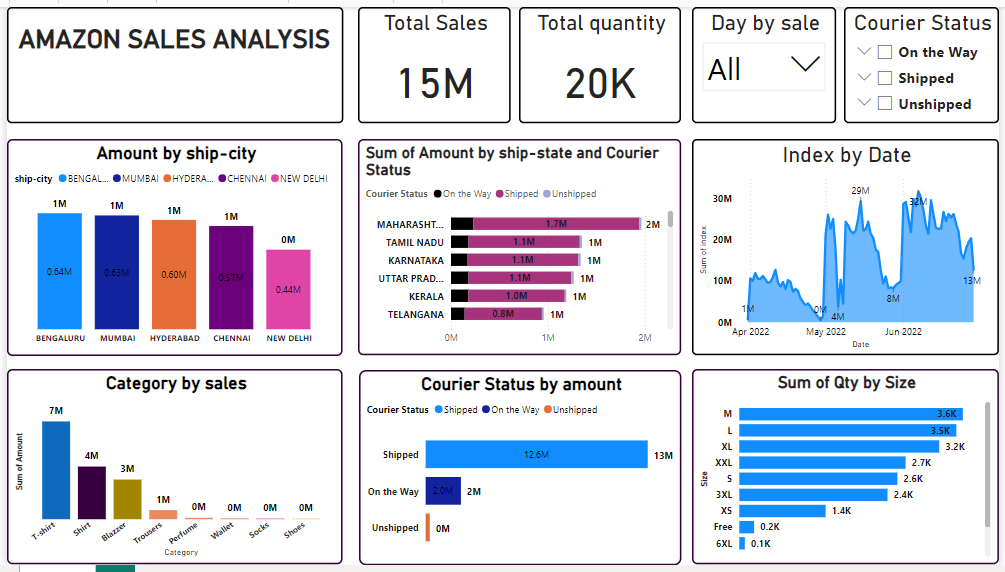 AMAZON SALES ANALYSIS
Total Sales
15M
Total quantity
20K
Day by sale
All
Courier Status
On the Way
Shipped
Unshipped
Amount by ship-city
ship-city BENGAL... MUMBAI HYDERA... CHENNAI NEW DELHI
1M 1M 1M 1M 0M
0.64M 0.63M 0.60M 0.57M 0.44M
BENGALURU MUMBAI HYDERABAD CHENNAI NEW DELHI
Sum of Amount by ship-state and Courier
Status
Courier Status On the Way Shipped Unshipped
MAHARASHT... 1.7M 2M
TAMIL NADU 1.1M 1M
KARNATAKA 1.1M 1M
UTTAR PRAD... 1.1M 1M
KERALA 1.0M 1M
TELANGANA 0.8M 1M
0M 1M 2M
Index by Date
Sum of index
30M
20M
10M
0M
1M 0M 4M 29M 8M 32M 13M
Apr 2022 May 2022 Jun 2022
Date
Category by sales
Sum of Amount
7M 4M 3M 1M 0M 0M 0M 0M
T-shirt Shirt Blazzer Trousers Perfume Wallet Socks Shoes
Category
Courier Status by amount
Courier Status Shipped On the Way Unshipped
Shipped 12.6M 13M
On the Way 2.0M 2M
Unshipped 0M
Sum of Qty by Size
Size
M 3.6K
L 3.5K
XL 3.2K
XXL 2.7K
S 2.6K
3XL 2.4K
XS 1.4K
Free 0.2K
6XL 0.1K